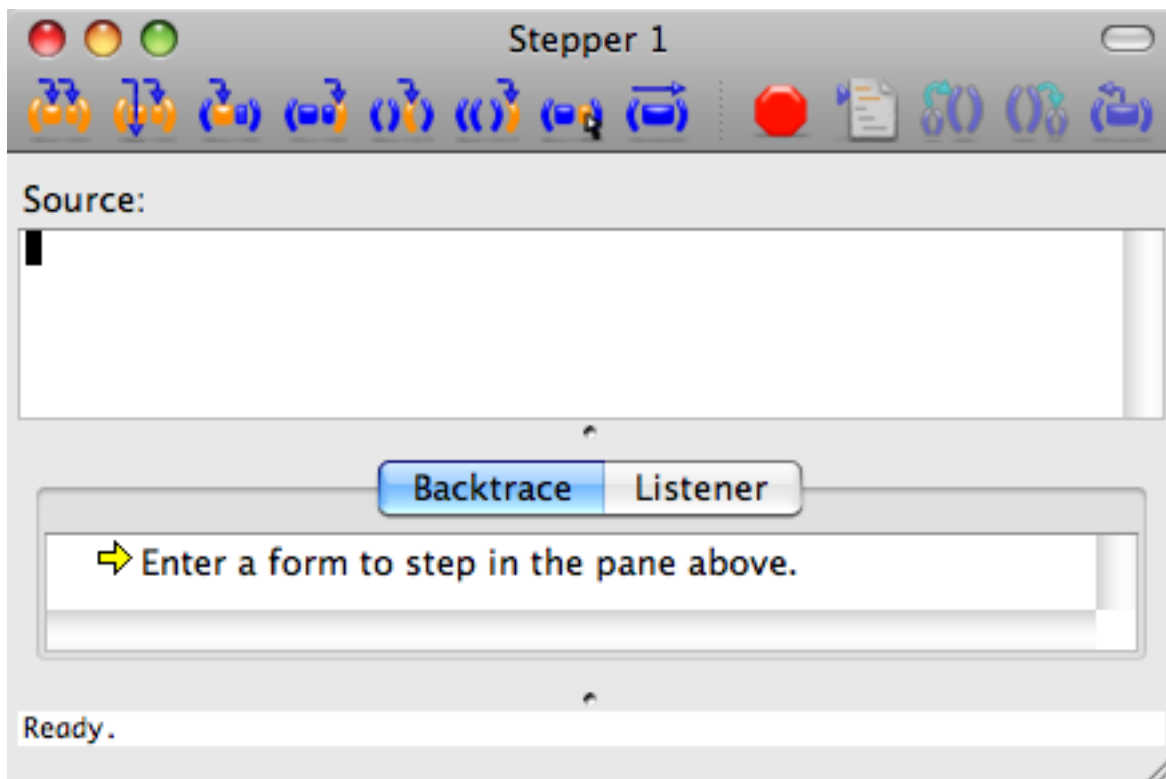 Stepper 1
Source:
Backtrace Listener
Enter a form to step in the pane above.
Ready.